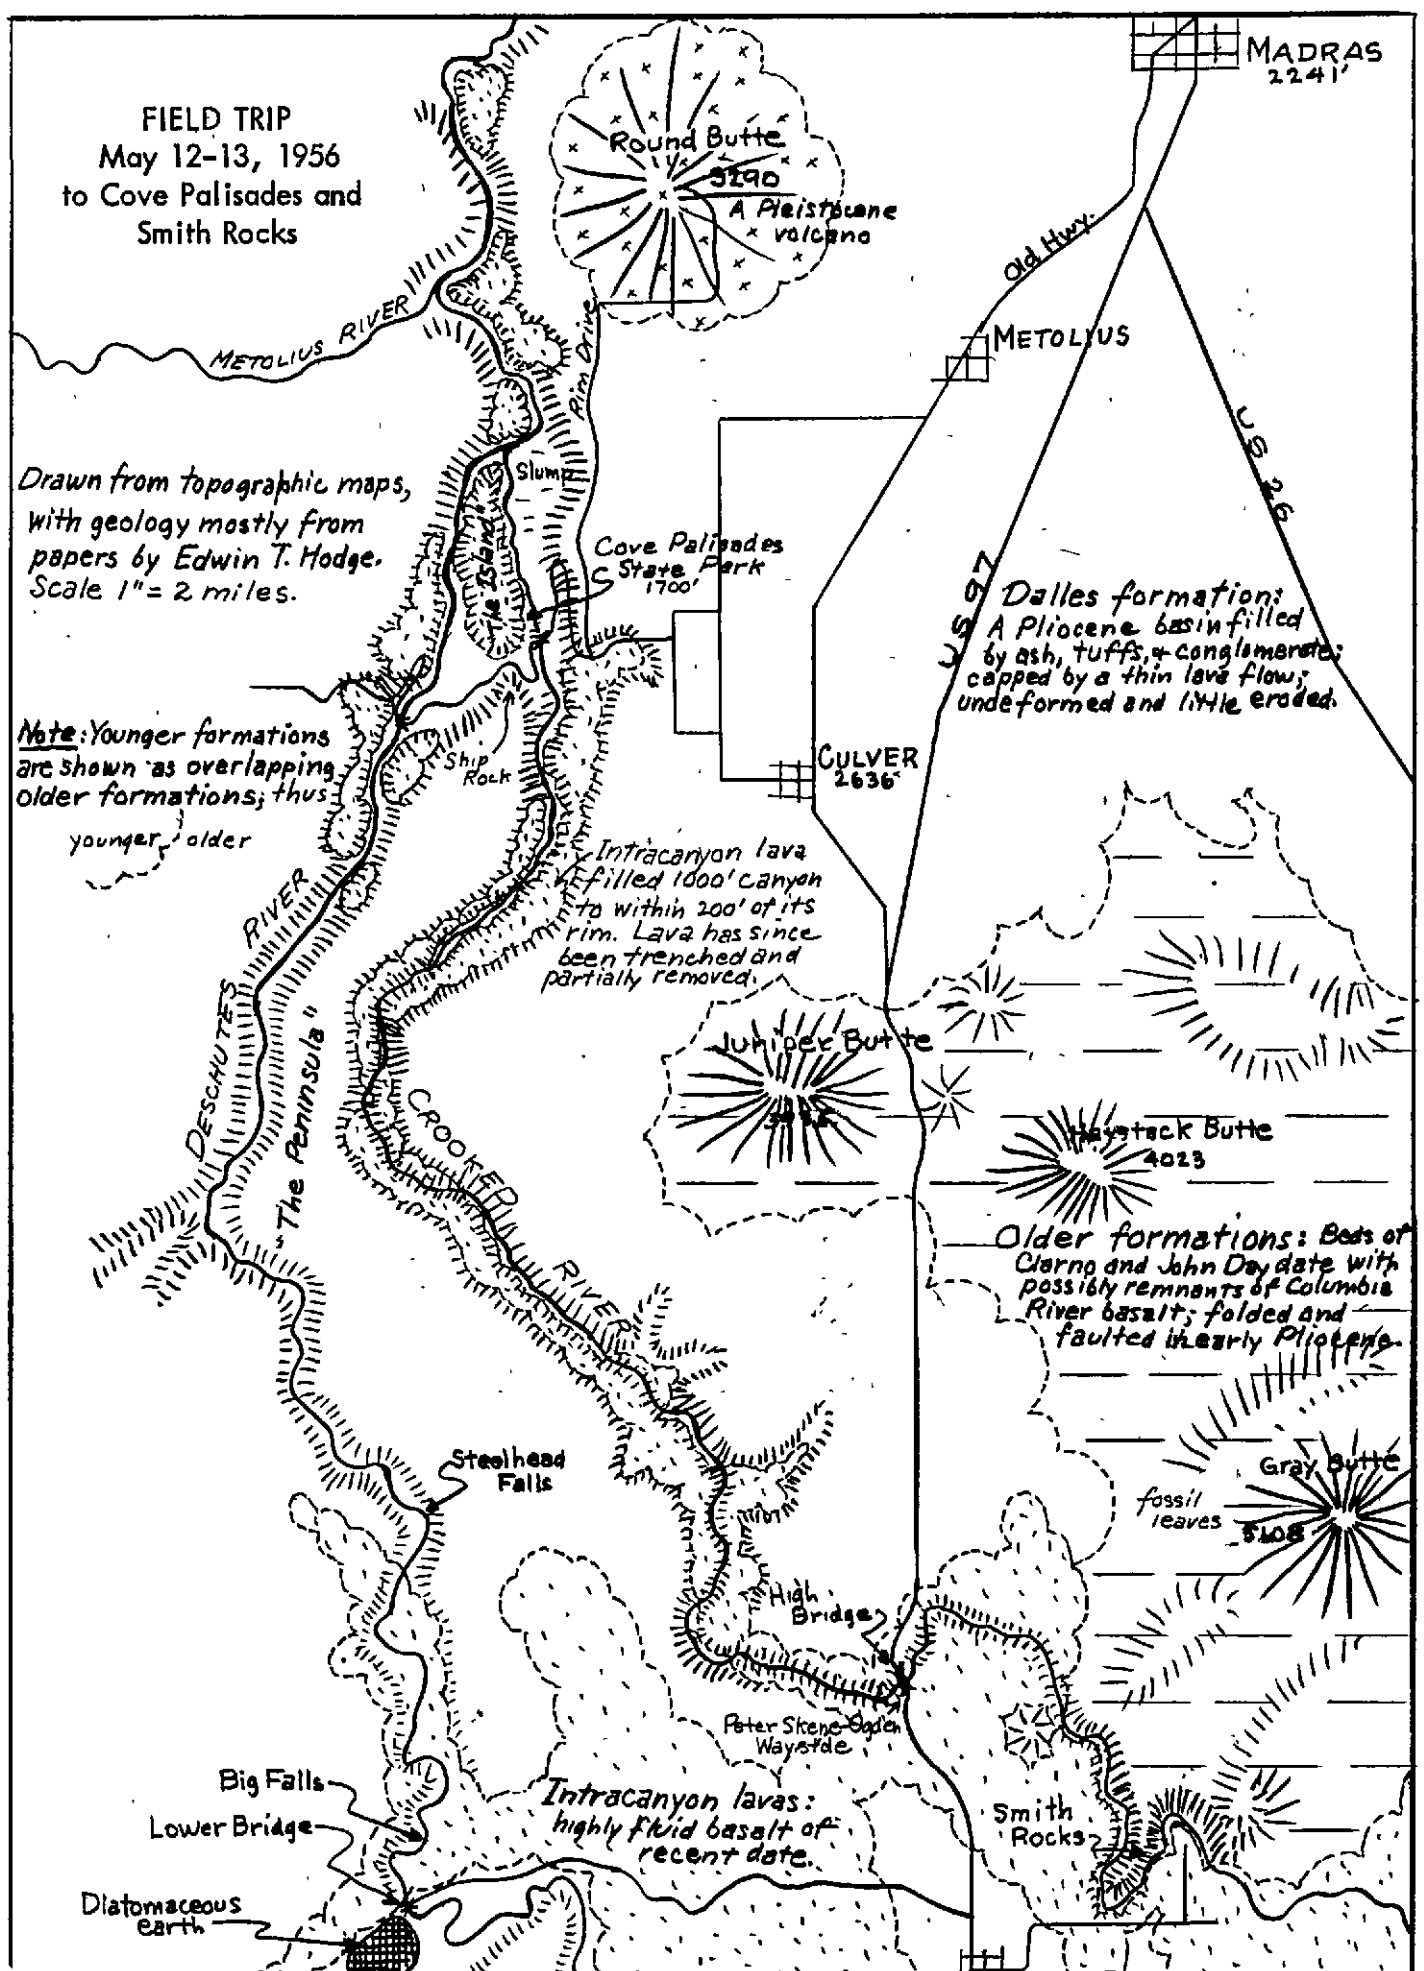 FIELD TRIP
May 12-13, 1956
to Cove Palisades and
Smith Rocks
MADRAS
2241'
Round Butte
3290
A Pleistocene
volcano
Old Hwy.
METOLIUS RIVER
Rim Drive
METOLIUS
US 26
Drawn from topographic maps,
with geology mostly from
papers by Edwin T. Hodge.
Scale 1"= 2 miles.
Slump
"The Island"
Cove Palisades
State Park
1700'
US 97
Dalles formation:
A Pliocene basin filled
by ash, tuffs, + conglomerate;
capped by a thin lava flow;
undeformed and little eroded.
Note: Younger formations
are shown as overlapping
older formations; thus
younger older
Ship
Rock
CULVER
2636'
Intracanyon lava
filled 1000' canyon
to within 200' of its
rim. Lava has since
been trenched and
partially removed.
DESCHUTES RIVER
"The Peninsula"
CROOKED RIVER
Juniper Butte
Haystack Butte
4023
Older formations: Beds of
Clarno and John Day date with
possibly remnants of Columbia
River basalt; folded and
faulted in early Pliocene.
Steelhead
Falls
Gray Butte
5108
fossil
leaves
High
Bridge
Peter Skene Ogden
Wayside
Big Falls
Lower Bridge
Intracanyon lavas:
highly fluid basalt of
recent date.
Smith
Rocks
Diatomaceous
earth